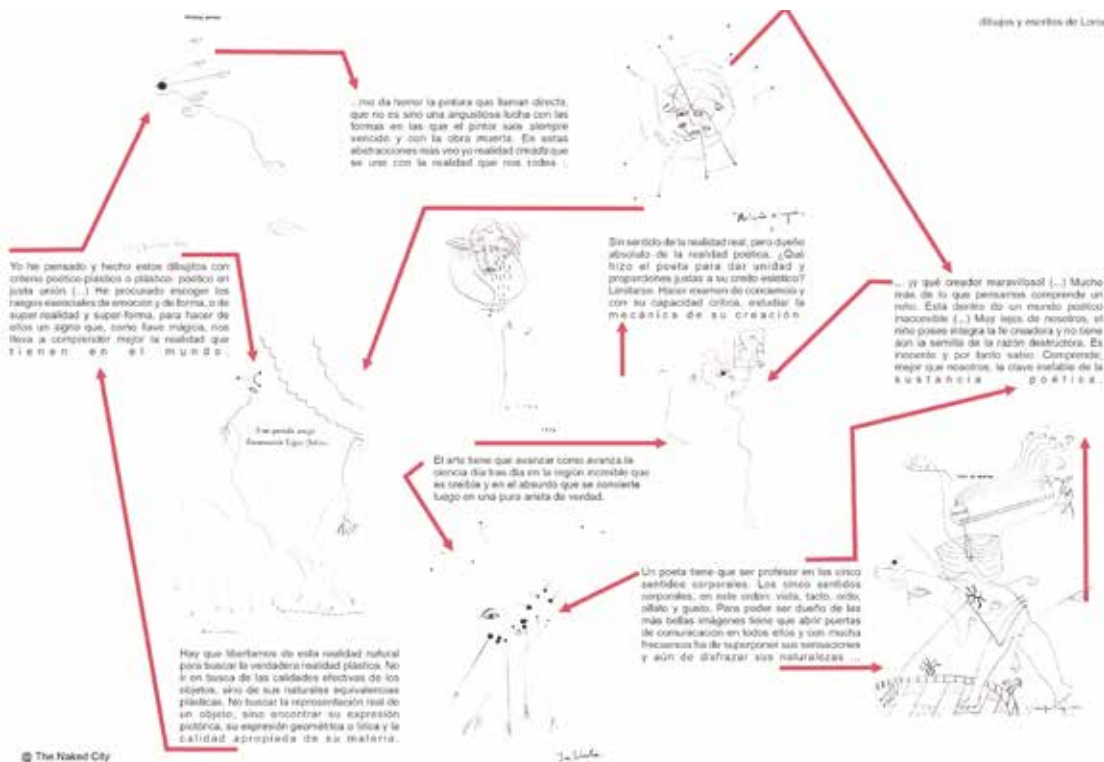 dibujos y escritos de Lorca
...me da horror la pintura que llaman directa,
que no es sino una angustiosa lucha con las
formas en las que el pintor sale siempre
vencido y con la obra muerta. En estas
abstracciones más veo yo realidad creada que
se une con la realidad que nos rodea ...
Yo he pensado y hecho estos dibujitos con
criterio poético-plástico o plástico- poético en
justa unión. (...) He procurado escoger los
rasgos esenciales de emoción y de forma, o de
super-realidad y super-forma, para hacer de
ellos un signo que, como llave mágica, nos
lleva a comprender mejor la realidad que
tienen en el mundo.
Sin sentido de la realidad real, pero dueño
absoluto de la realidad poética. ¿Qué
hizo el poeta para dar unidad y
proporciones justas a su credo estético?
Limitarse. Hacer examen de conciencia y
con su capacidad crítica, estudiar la
mecánica de su creación
... ¡y qué creador maravilloso! (...) Mucho
más de lo que pensamos comprende un
niño. Está dentro de un mundo poético
inaccesible (...) Muy lejos de nosotros, el
niño posee íntegra la fe creadora y no tiene
aún la semilla de la razón destructora. Es
inocente y por tanto sabio. Comprende,
mejor que nosotros, la clave inefable de la
sustancia poética.
El arte tiene que avanzar como avanza la
ciencia día tras día en la región increíble que
es creíble y en el absurdo que se convierte
luego en una pura arista de verdad.
Un poeta tiene que ser profesor en los cinco
sentidos corporales. Los cinco sentidos
corporales, en este orden: vista, tacto, oído,
olfato y gusto. Para poder ser dueño de las
más bellas imágenes tiene que abrir puertas
de comunicación en todos ellos y con mucha
frecuencia ha de superponer sus sensaciones
y aún de disfrazar sus naturalezas ...
Hay que libertarnos de esta realidad natural
para buscar la verdadera realidad plástica. No
ir en busca de las calidades efectivas de los
objetos, sino de sus naturales equivalencias
plásticas. No buscar la representación real de
un objeto, sino encontrar su expresión
pictórica, su expresión geométrica o lírica y la
calidad apropiada de su materia.
@ The Naked City